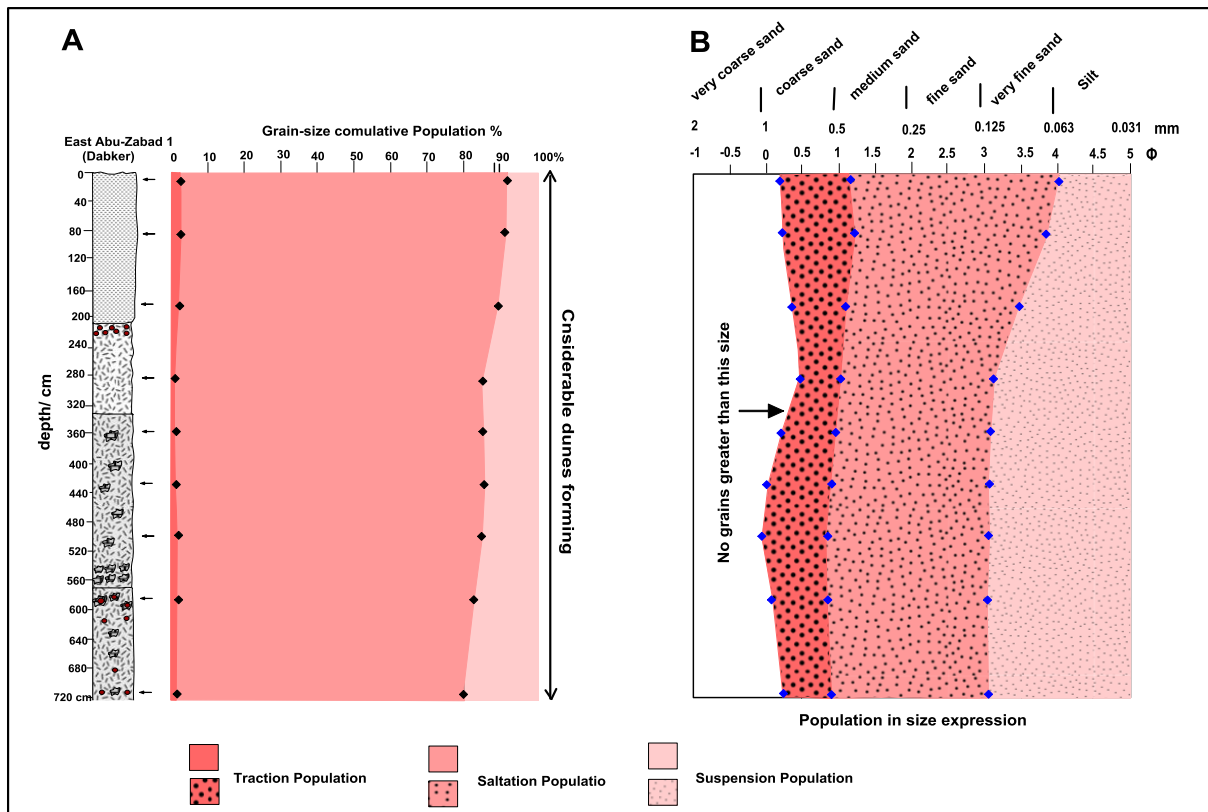 A
Grain-size comulative Population %
East Abu-Zabad 1
(Dabker)
0 10 20 30 40 50 60 70 80 90 100%
depth/ cm
0
40
80
120
160
200
240
280
320
360
400
440
480
520
560
600
640
680
720 cm
Cnsiderable dunes forming
B
very coarse sand
coarse sand
medium sand
fine sand
very fine sand
Silt
2 1 0.5 0.25 0.125 0.063 0.031 mm
-1 -0.5 0 0.5 1 1.5 2 2.5 3 3.5 4 4.5 5 Φ
No grains greater than this size
Population in size expression
Traction Population
Saltation Populatio
Suspension Population